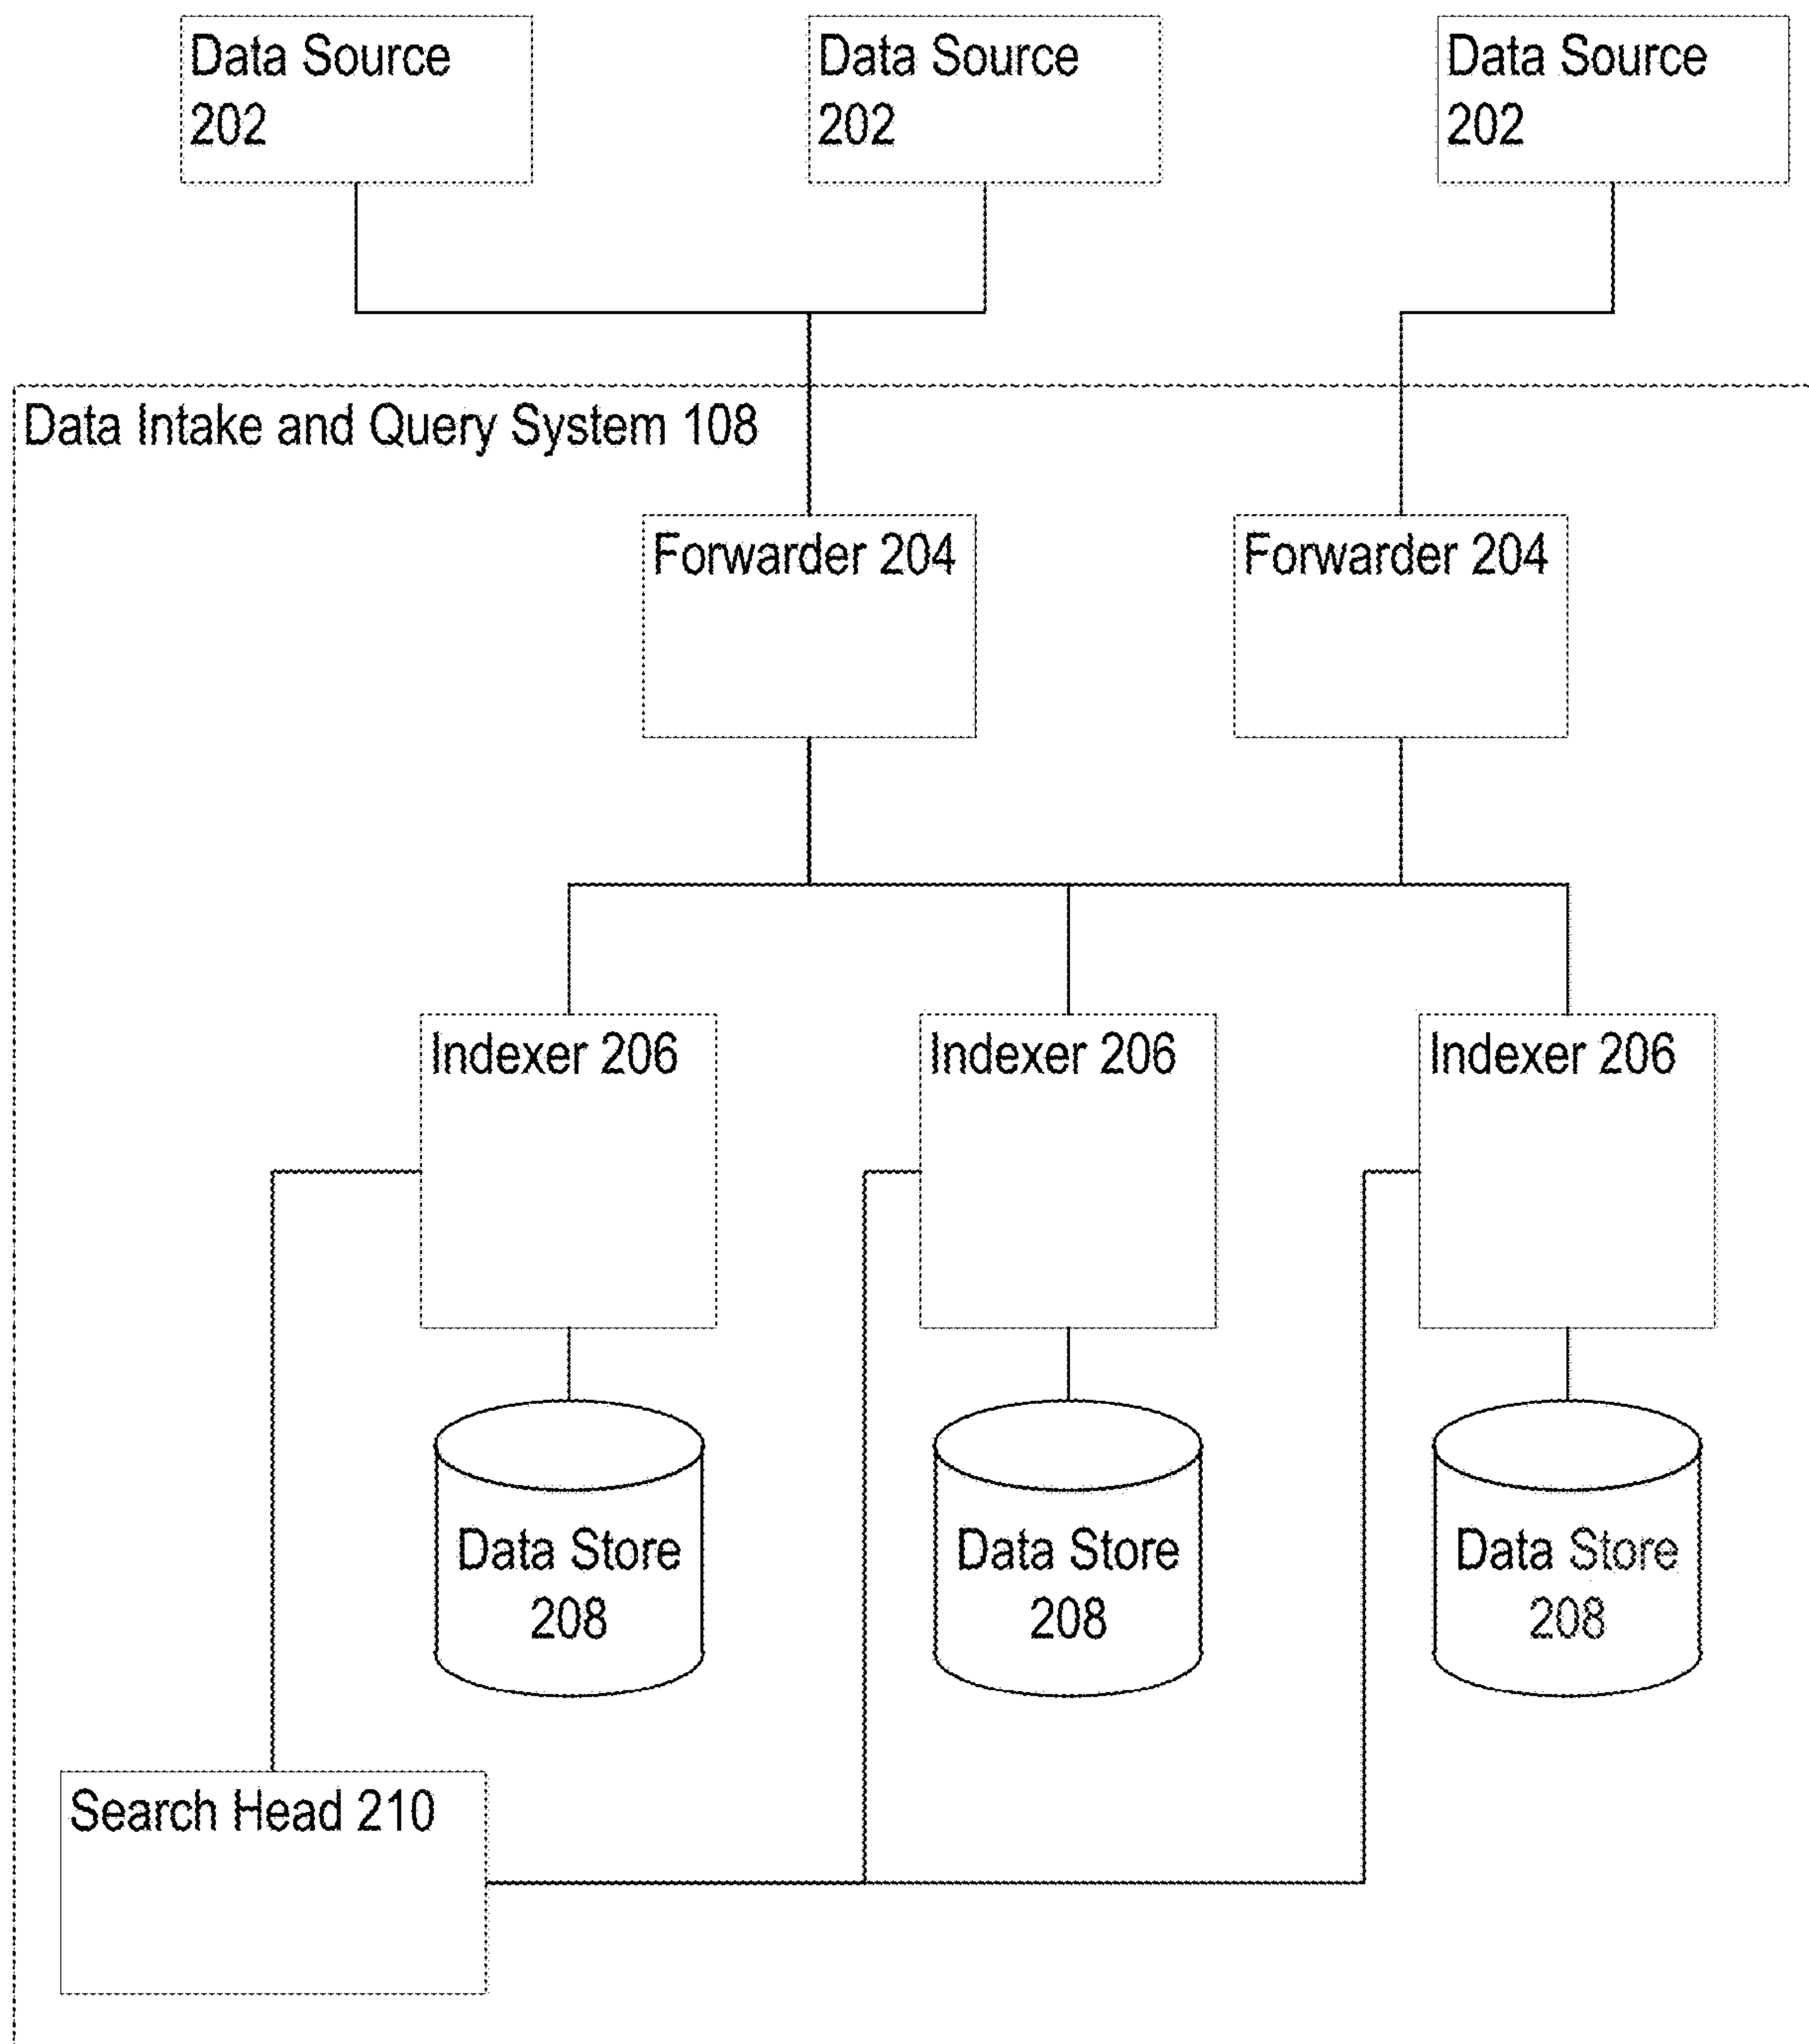 Data Source
202
Data Source
202
Data Source
202
Data Intake and Query System 108
Forwarder 204
Forwarder 204
Indexer 206
Indexer 206
Indexer 206
Data Store
208
Data Store
208
Data Store
208
Search Head 210